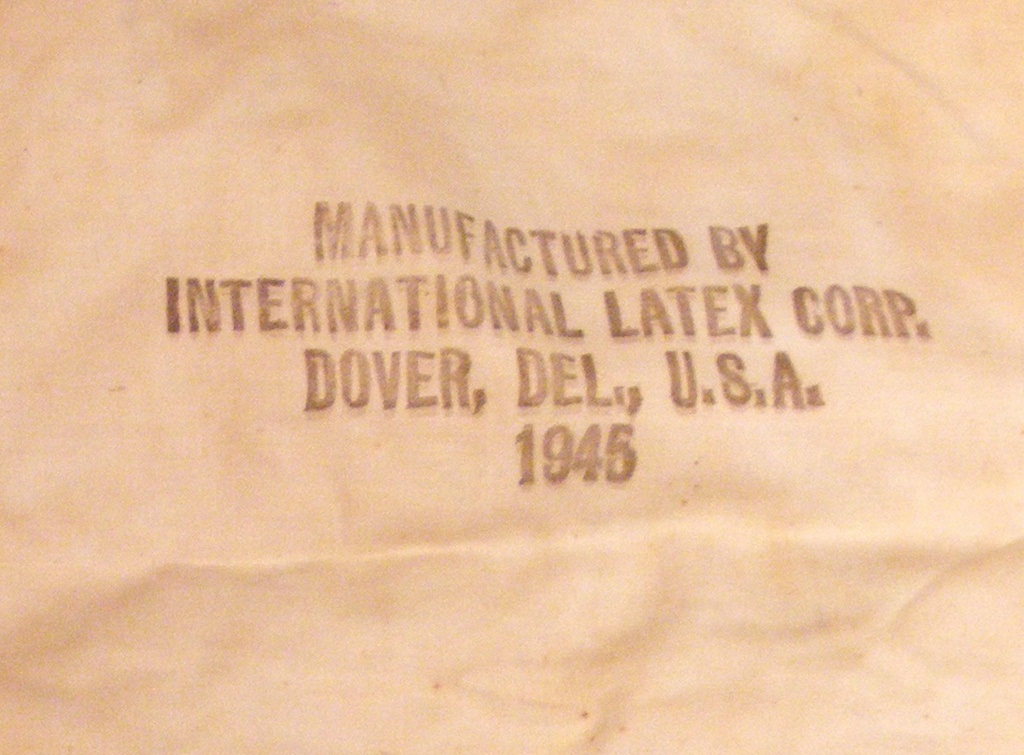 MANUFACTURED BY
INTERNATIONAL LATEX CORP.
DOVER, DEL., U.S.A.
1945